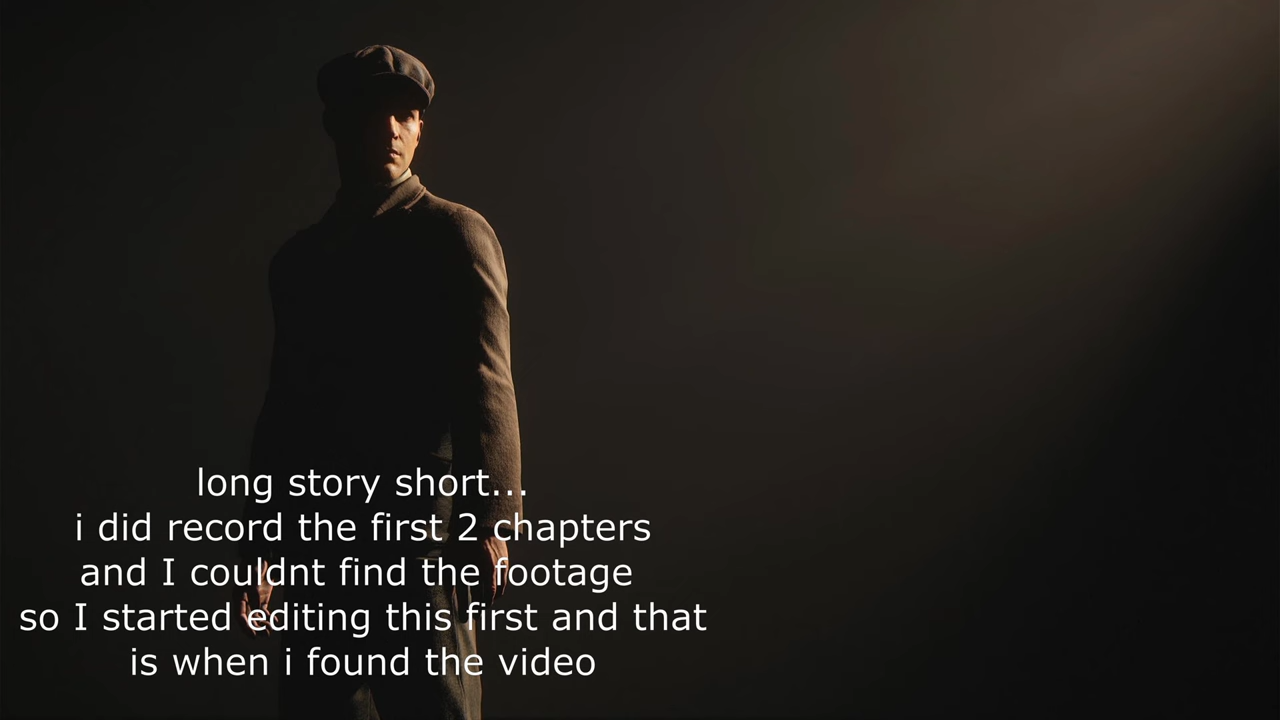 long story short...
i did record the first 2 chapters
and I couldnt find the footage
so I started editing this first and that
is when i found the video